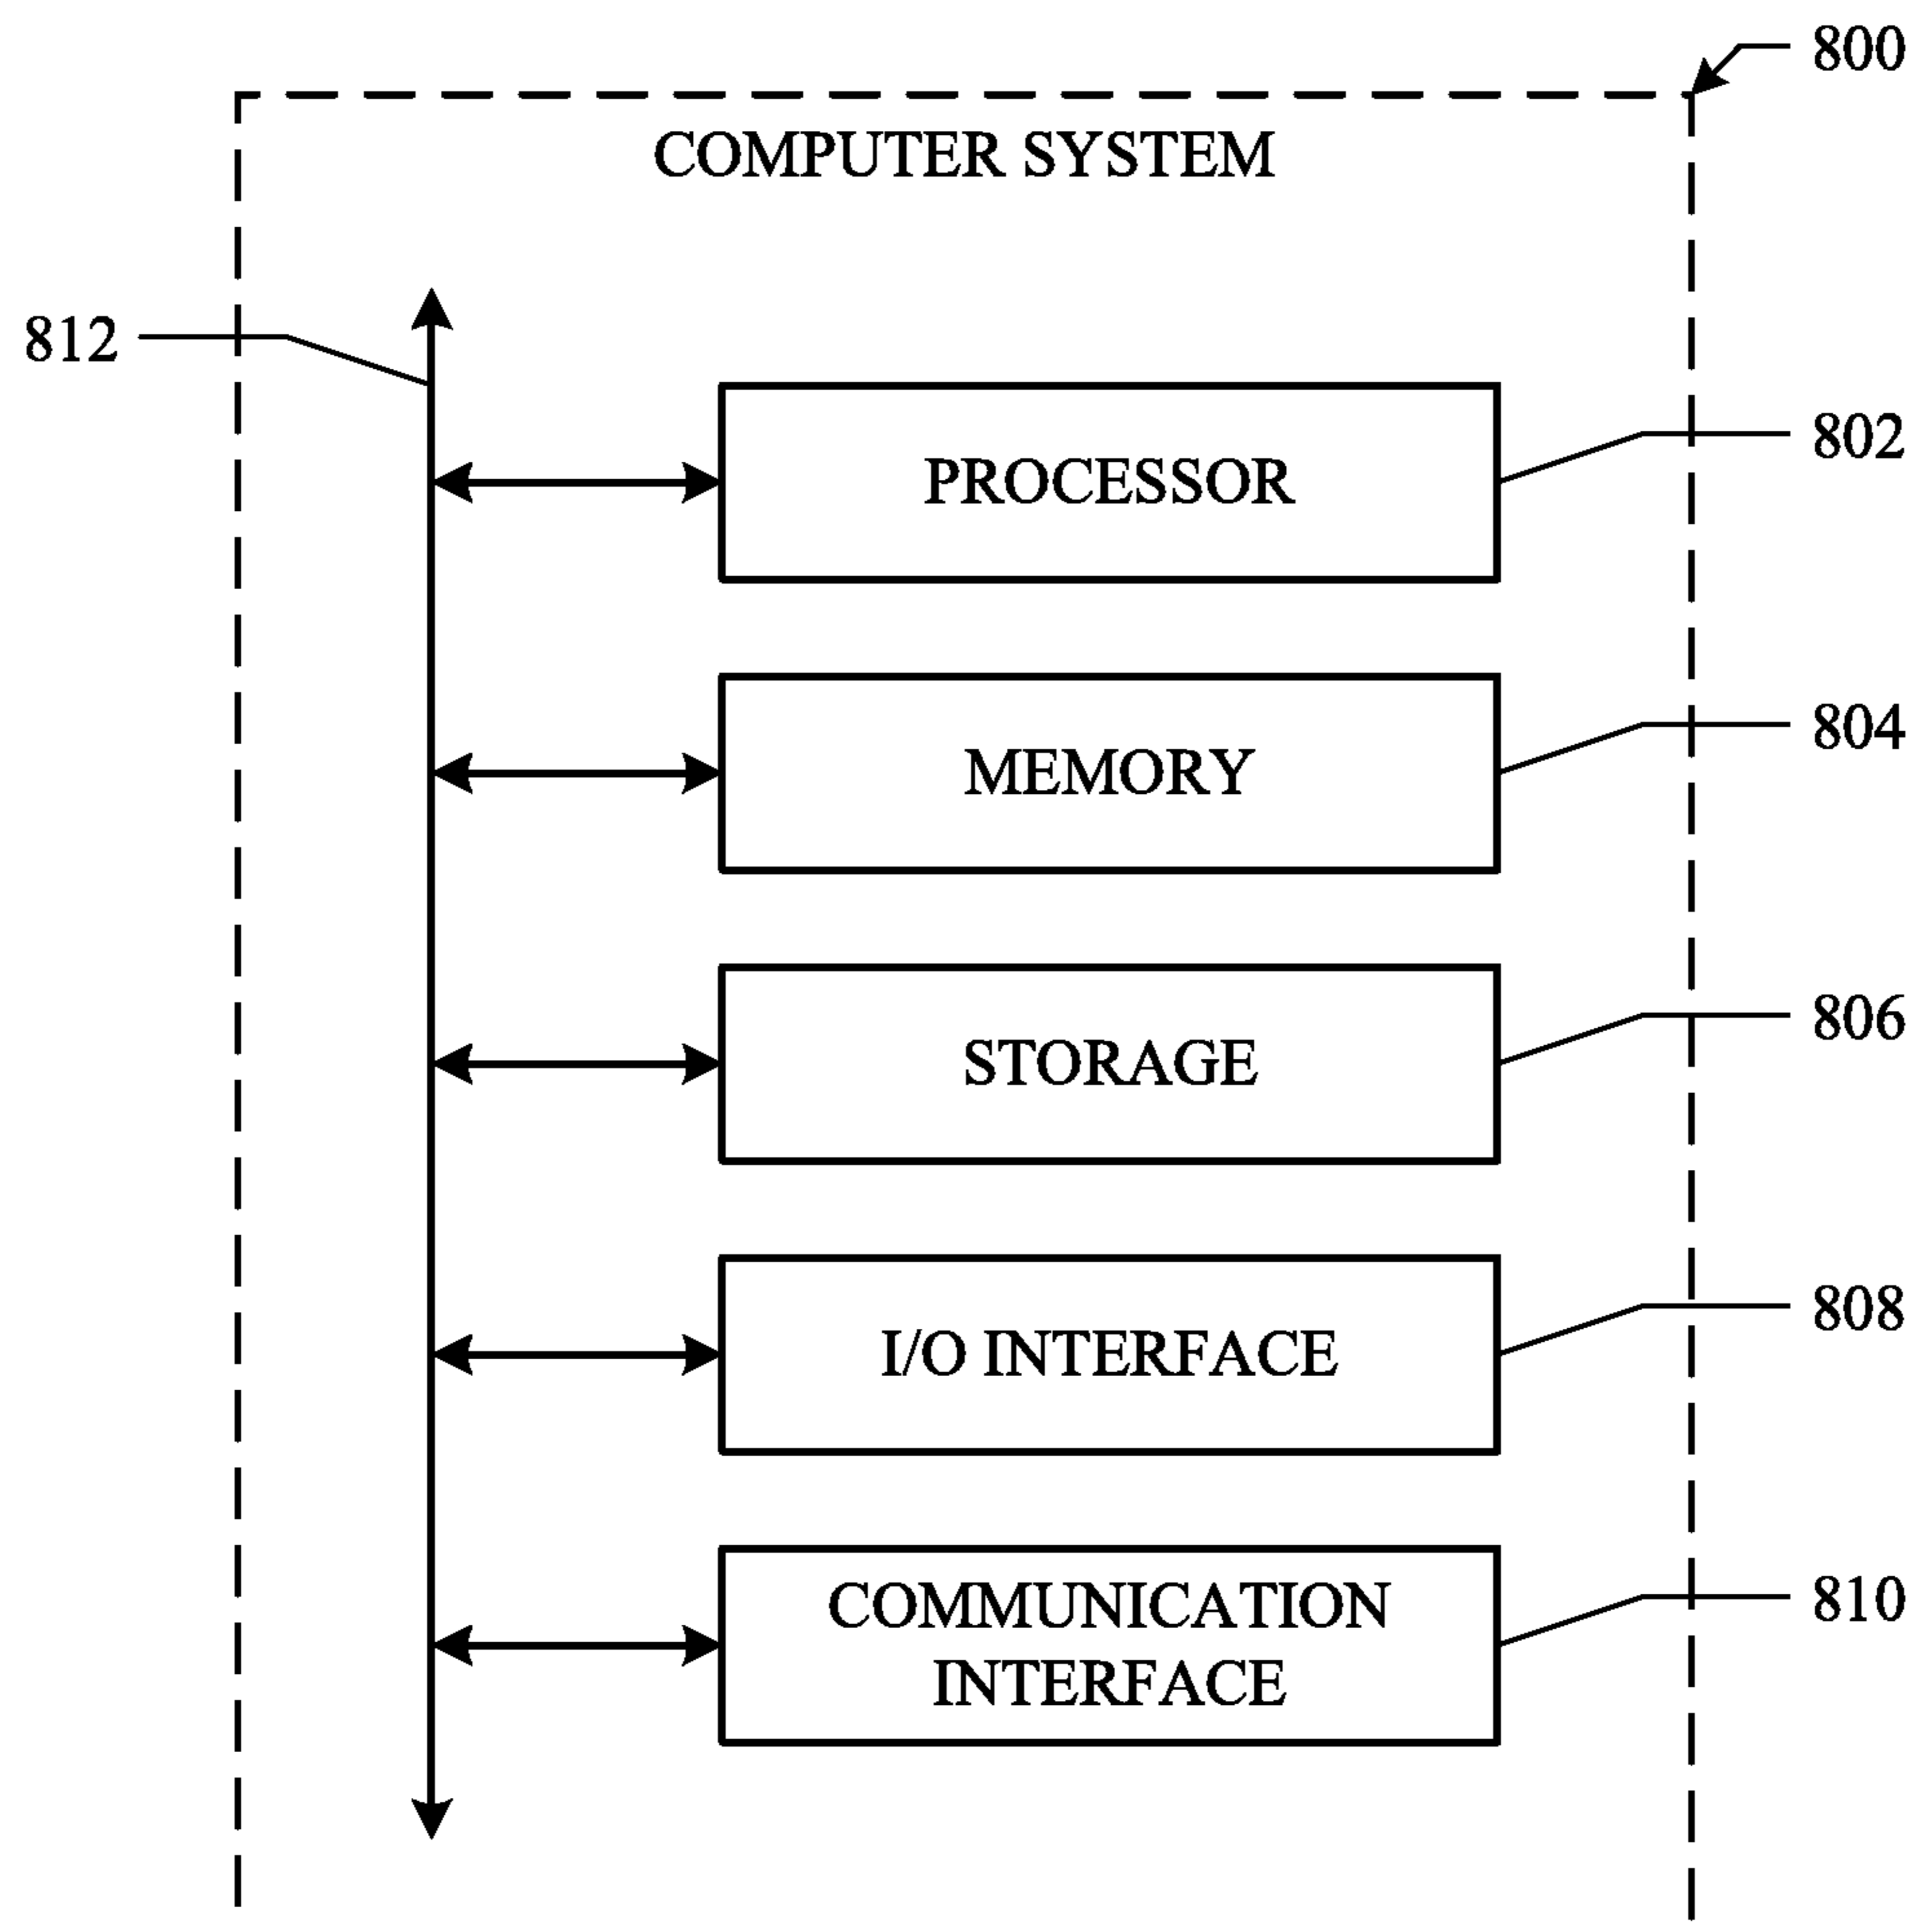 800
COMPUTER SYSTEM
812
802
PROCESSOR
804
MEMORY
806
STORAGE
808
I/O INTERFACE
810
COMMUNICATION
INTERFACE